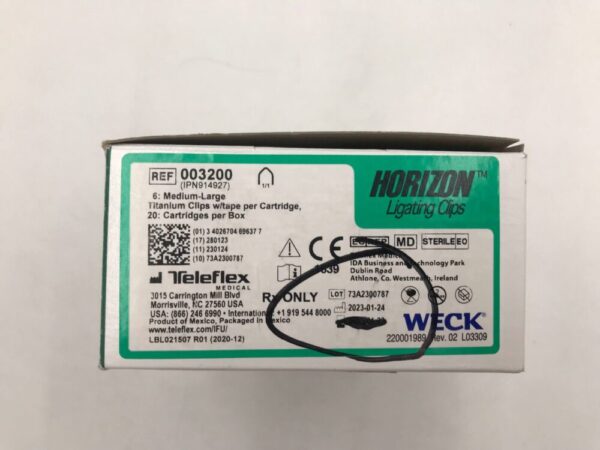 REF 003200
(IPN914927)
1/1
6: Medium-Large
Titanium Clips w/tape per Cartridge,
20: Cartridges per Box
(01) 3 4026704 69637 7
(17) 280123
(11) 230124
(10) 73A2300787
Teleflex
MEDICAL
3015 Carrington Mill Blvd
Morrisville, NC 27560 USA
USA: (866) 246 6990 • International: +1 919 544 8000
Product of Mexico, Packaged in Mexico
www.teleflex.com/IFU/
LBL021507 R01 (2020-12)
HORIZON™
Ligating Clips
CE
REP MD STERILE EO
Medical
IDA Business and Technology Park
Dublin Road
Athlone, Co. Westmeath, Ireland
Rx ONLY
LOT 73A2300787
2023-01-24
WECK
220001989 Rev. 02 L03309